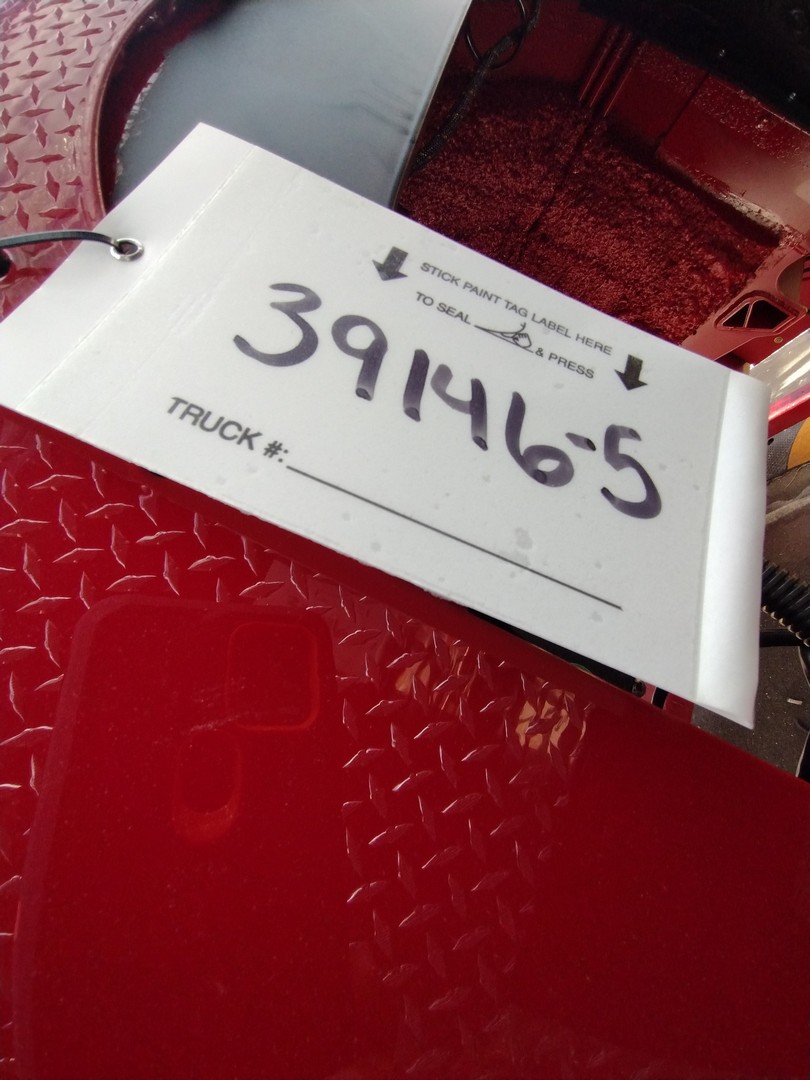 STICK PAINT TAG LABEL HERE
TO SEAL & PRESS
39146-5
TRUCK #: